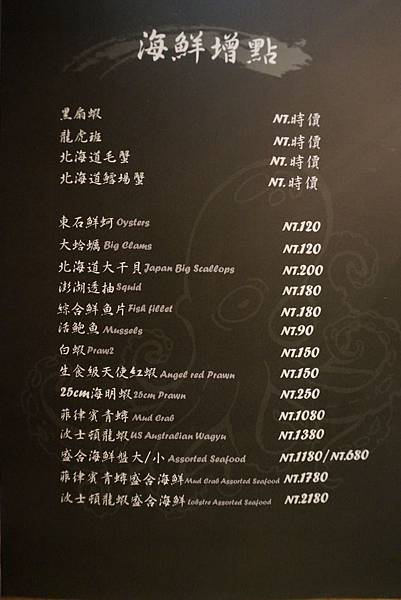 海鮮增點
黑扇蝦 NT.時價
龍虎班 NT.時價
北海道毛蟹 NT.時價
北海道鱈場蟹 NT.時價
東石鮮蚵 Oysters NT.120
大蛤蠣 Big Clams NT.120
北海道大干貝 Japan Big Scallops NT.200
澎湖透抽 Squid NT.180
綜合鮮魚片 Fish fillet NT.180
活鮑魚 Mussels NT.90
白蝦 Praw2 NT.150
生食級天使紅蝦 Angel red Prawn NT.150
25cm海明蝦 25cm Prawn NT.250
菲律賓青蟳 Mud Crab NT.1080
波士頓龍蝦 US Australian Wagyu NT.1380
盛合海鮮盤大/小 Assorted Seafood NT.1180/NT.680
菲律賓青蟳盛合海鮮 Mud Crab Assorted Seafood NT.1780
波士頓龍蝦盛合海鮮 Lobstre Assorted Seafood NT.2180